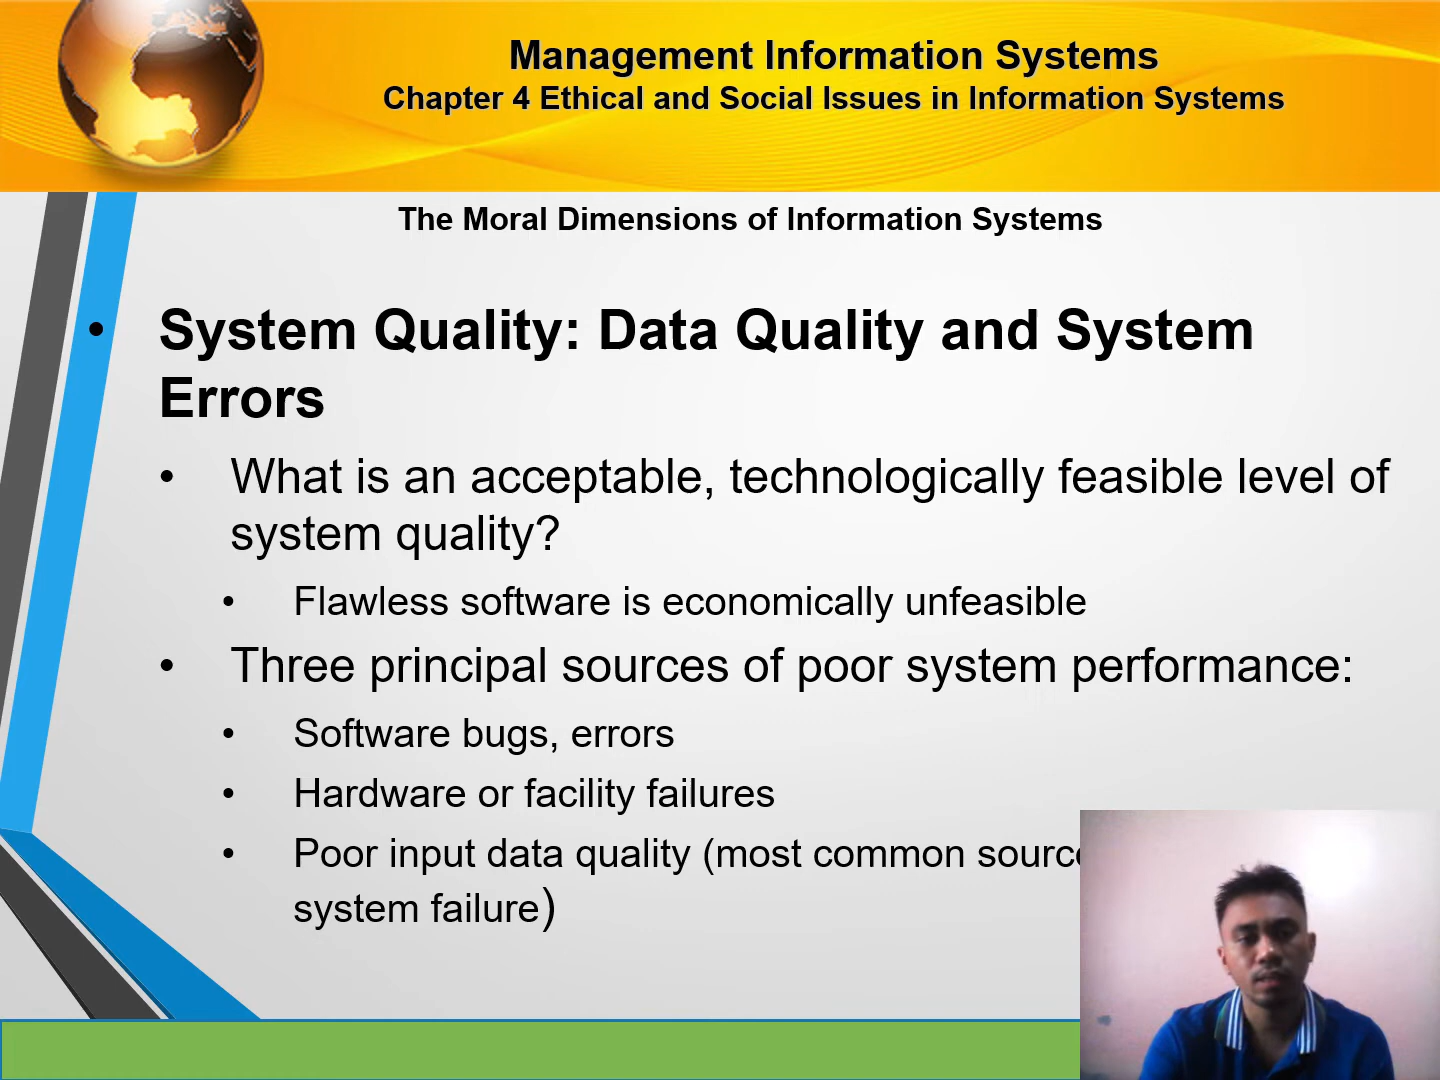 Management Information Systems
Chapter 4 Ethical and Social Issues in Information Systems
The Moral Dimensions of Information Systems
• System Quality: Data Quality and System
Errors
• What is an acceptable, technologically feasible level of
system quality?
• Flawless software is economically unfeasible
• Three principal sources of poor system performance:
• Software bugs, errors
• Hardware or facility failures
• Poor input data quality (most common
system failure)